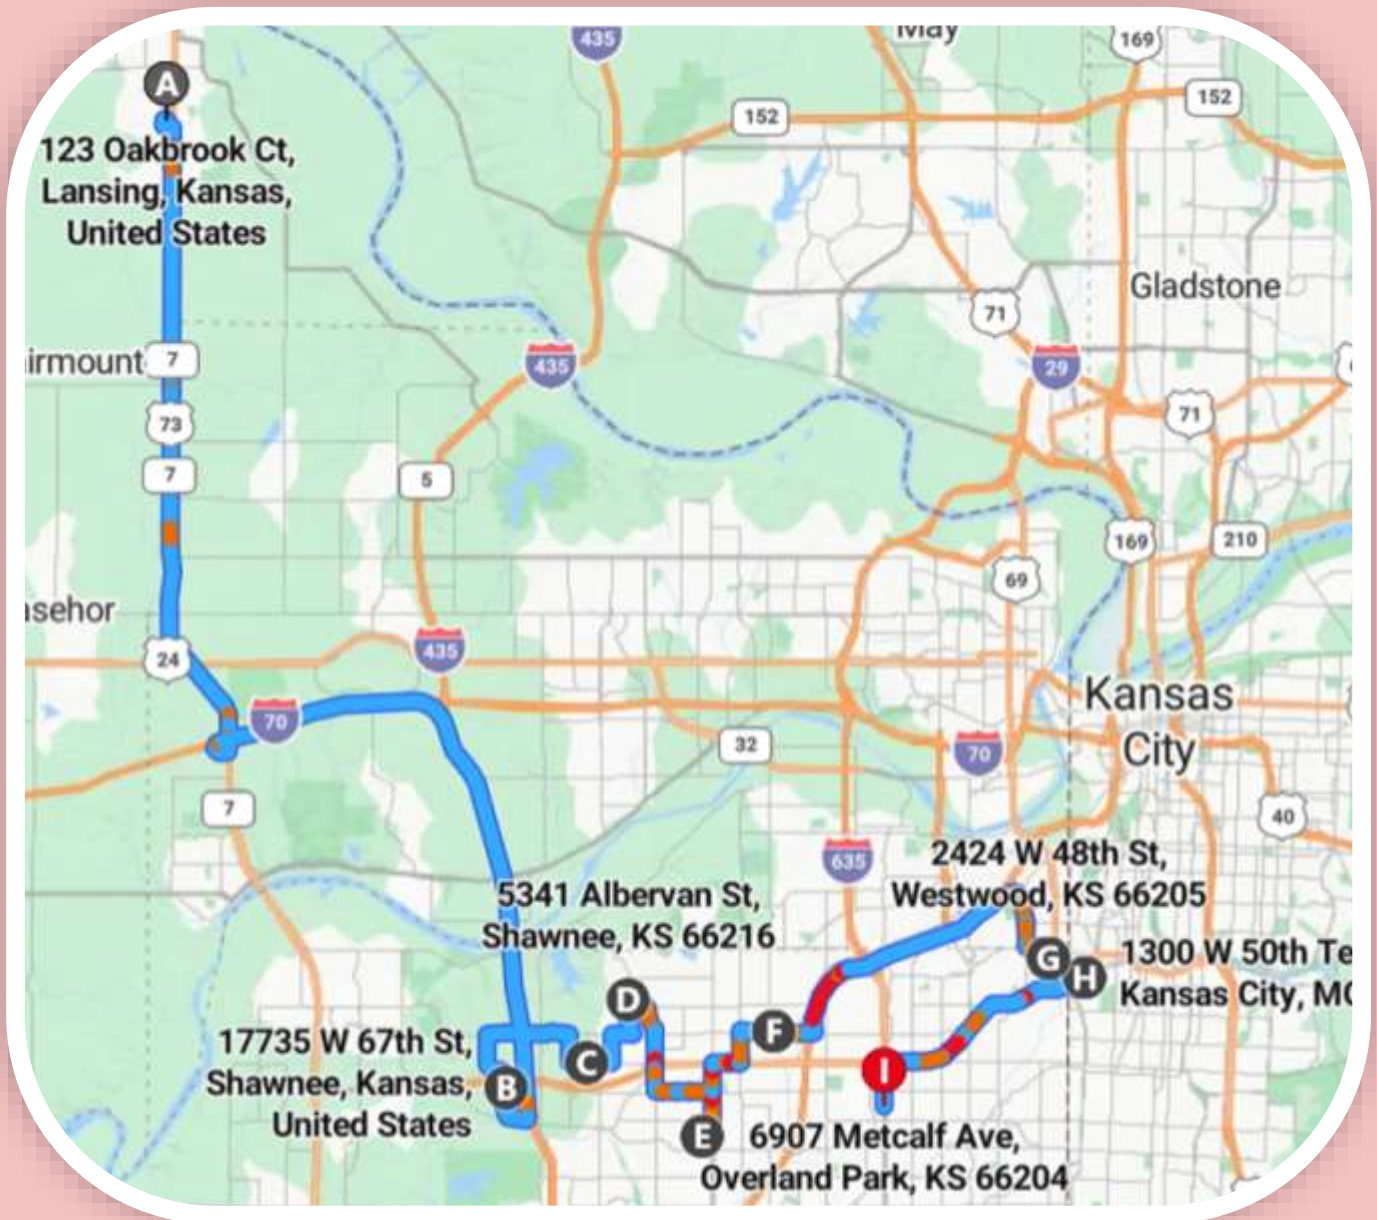 435
May
169
A
152
152
123 Oakbrook Ct,
Lansing, Kansas,
United States
Gladstone
71
7
435
29
73
71
7
5
169
210
69
24
435
Kansas
City
70
32
70
7
40
635
2424 W 48th St,
Westwood, KS 66205
5341 Albervan St,
Shawnee, KS 66216
G
H
1300 W 50th Te
Kansas City, MO
D
F
17735 W 67th St,
Shawnee, Kansas,
United States
C
B
I
E
6907 Metcalf Ave,
Overland Park, KS 66204